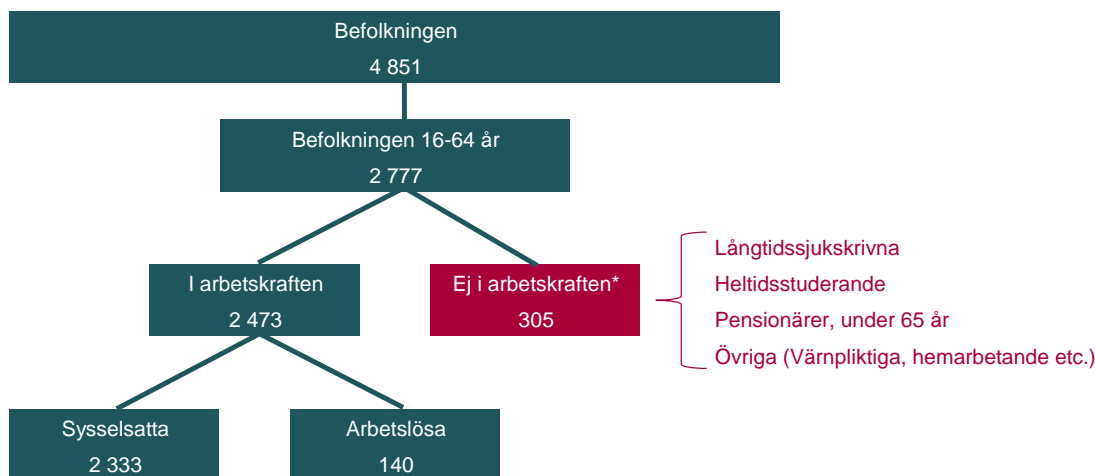 Befolkningen
4 851
Befolkningen 16-64 år
2 777
I arbetskraften
2 473
Ej i arbetskraften*
305
Långtidssjukskrivna
Heltidsstuderande
Pensionärer, under 65 år
Övriga (Värnpliktiga, hemarbetande etc.)
Sysselsatta
2 333
Arbetslösa
140